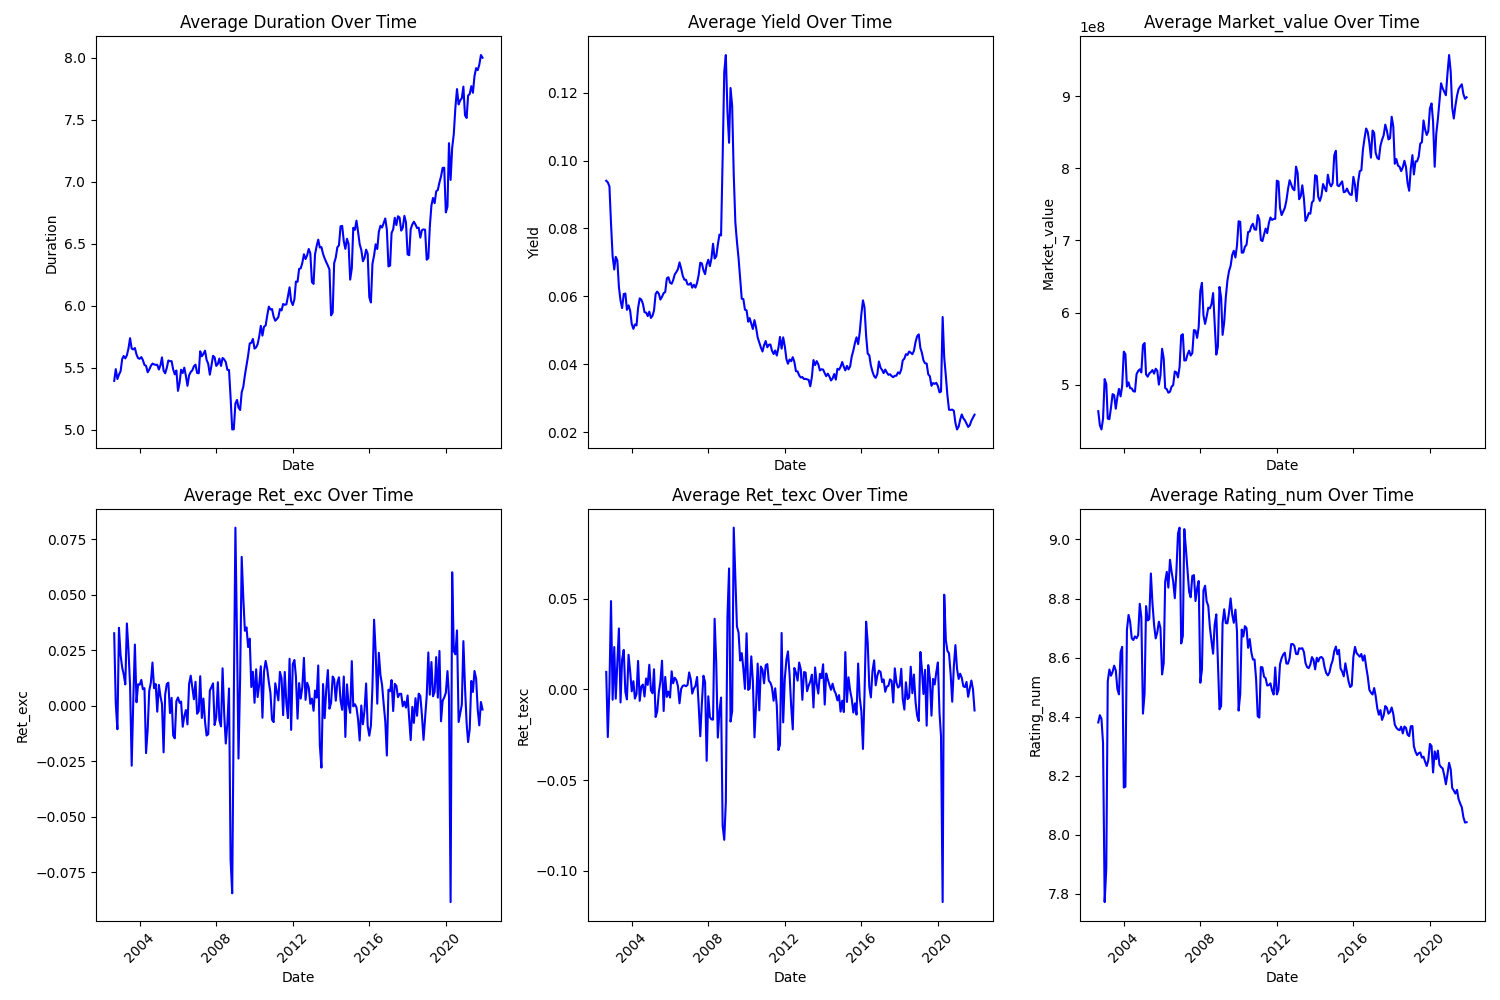 Average Duration Over Time
8.0
7.5
7.0
6.5
6.0
5.5
5.0
Duration
Date
Average Yield Over Time
0.12
0.10
0.08
0.06
0.04
0.02
Yield
Date
Average Market_value Over Time
1e8
9
8
7
6
5
Market_value
Date
Average Ret_exc Over Time
0.075
0.050
0.025
0.000
−0.025
−0.050
−0.075
Ret_exc
2004
2008
2012
2016
2020
Date
Average Ret_texc Over Time
0.05
0.00
−0.05
−0.10
Ret_texc
2004
2008
2012
2016
2020
Date
Average Rating_num Over Time
9.0
8.8
8.6
8.4
8.2
8.0
7.8
Rating_num
2004
2008
2012
2016
2020
Date